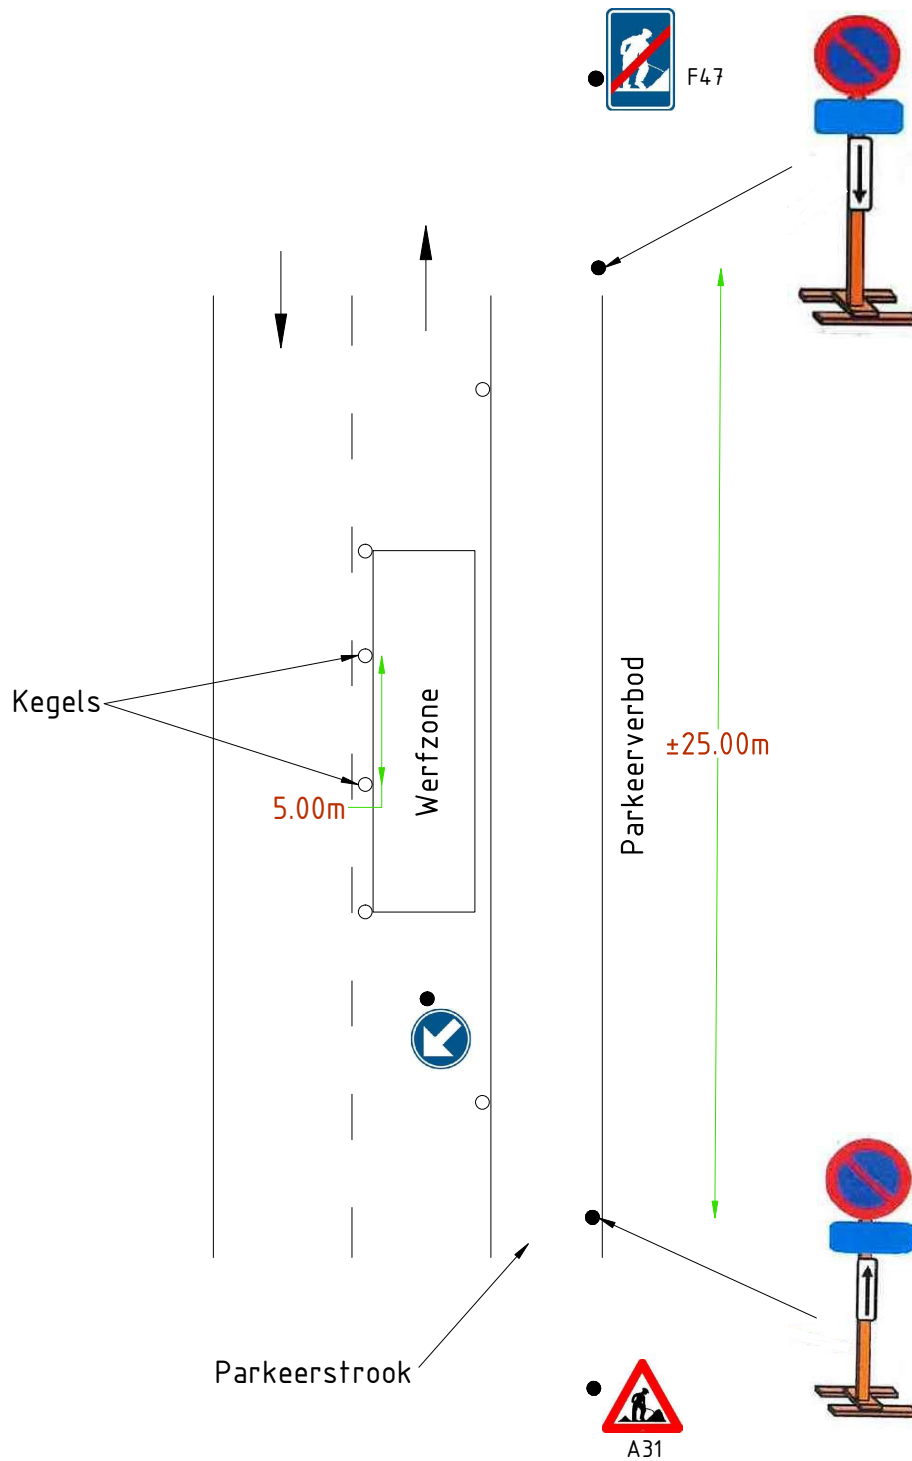 F47
Kegels
Werfzone
Parkeerverbod
±25.00m
5.00m
Parkeerstrook
A31